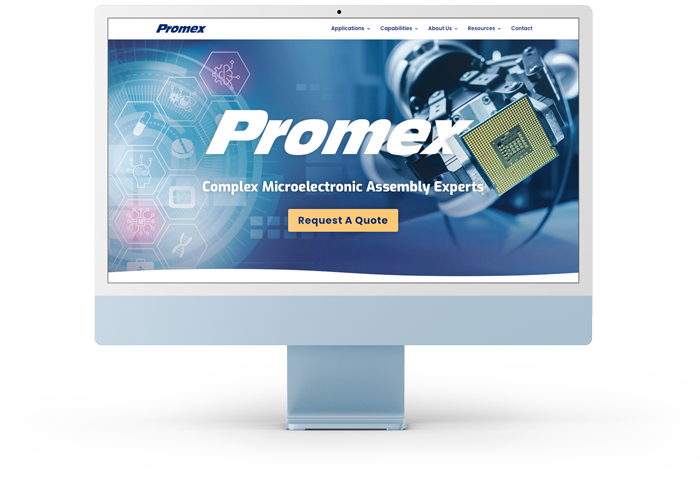 Promex
Applications Capabilities About Us Resources Contact
Promex
Complex Microelectronic Assembly Experts
Request A Quote